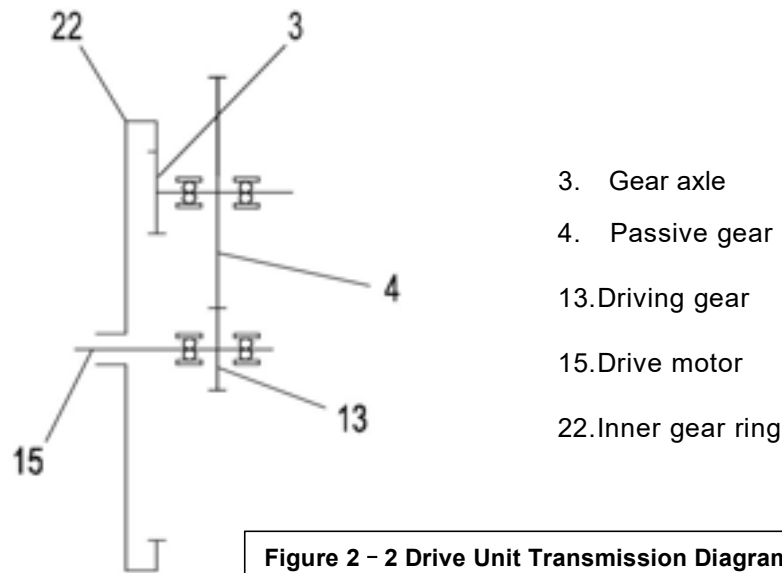 22
3
4
13
15
3. Gear axle
4. Passive gear
13.Driving gear
15.Drive motor
22.Inner gear ring
Figure 2－2 Drive Unit Transmission Diagram